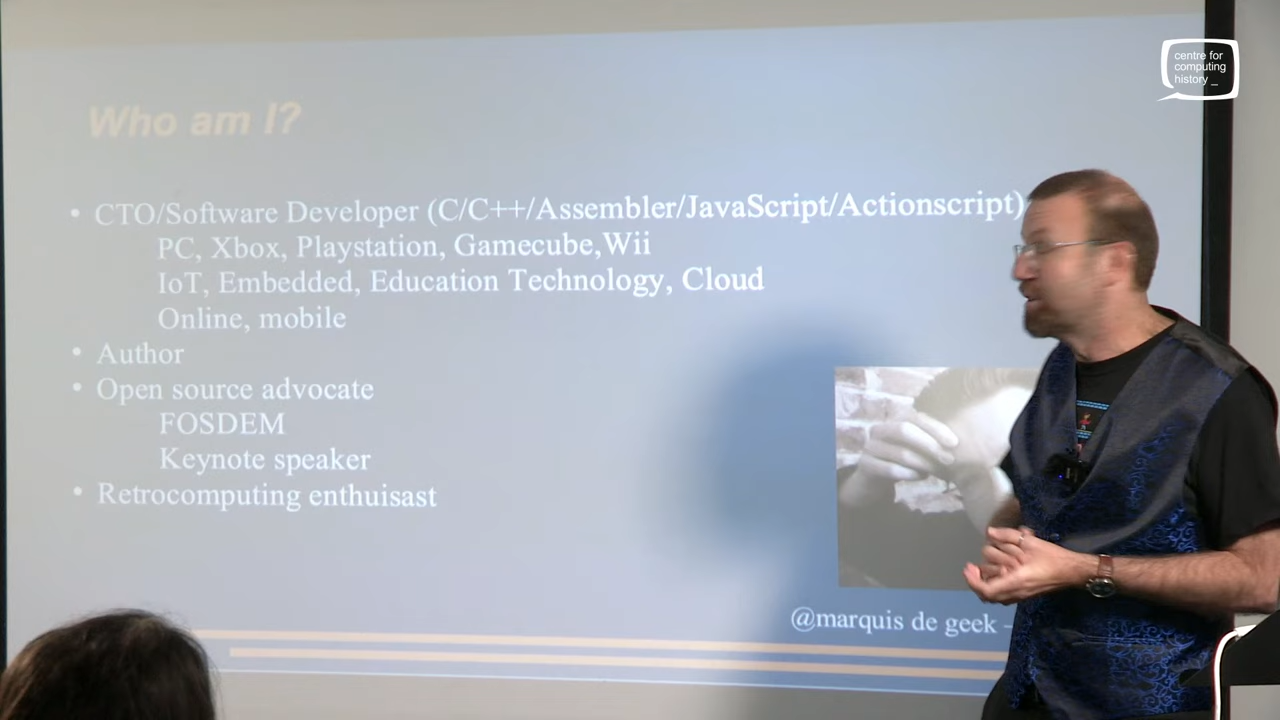 centre for
computing
history _
Who am I?
• CTO/Software Developer (C/C++/Assembler/JavaScript/Actionscript)
PC, Xbox, Playstation, Gamecube,Wii
IoT, Embedded, Education Technology, Cloud
Online, mobile
• Author
• Open source advocate
FOSDEM
Keynote speaker
• Retrocomputing enthuisast
@marquis de geek -